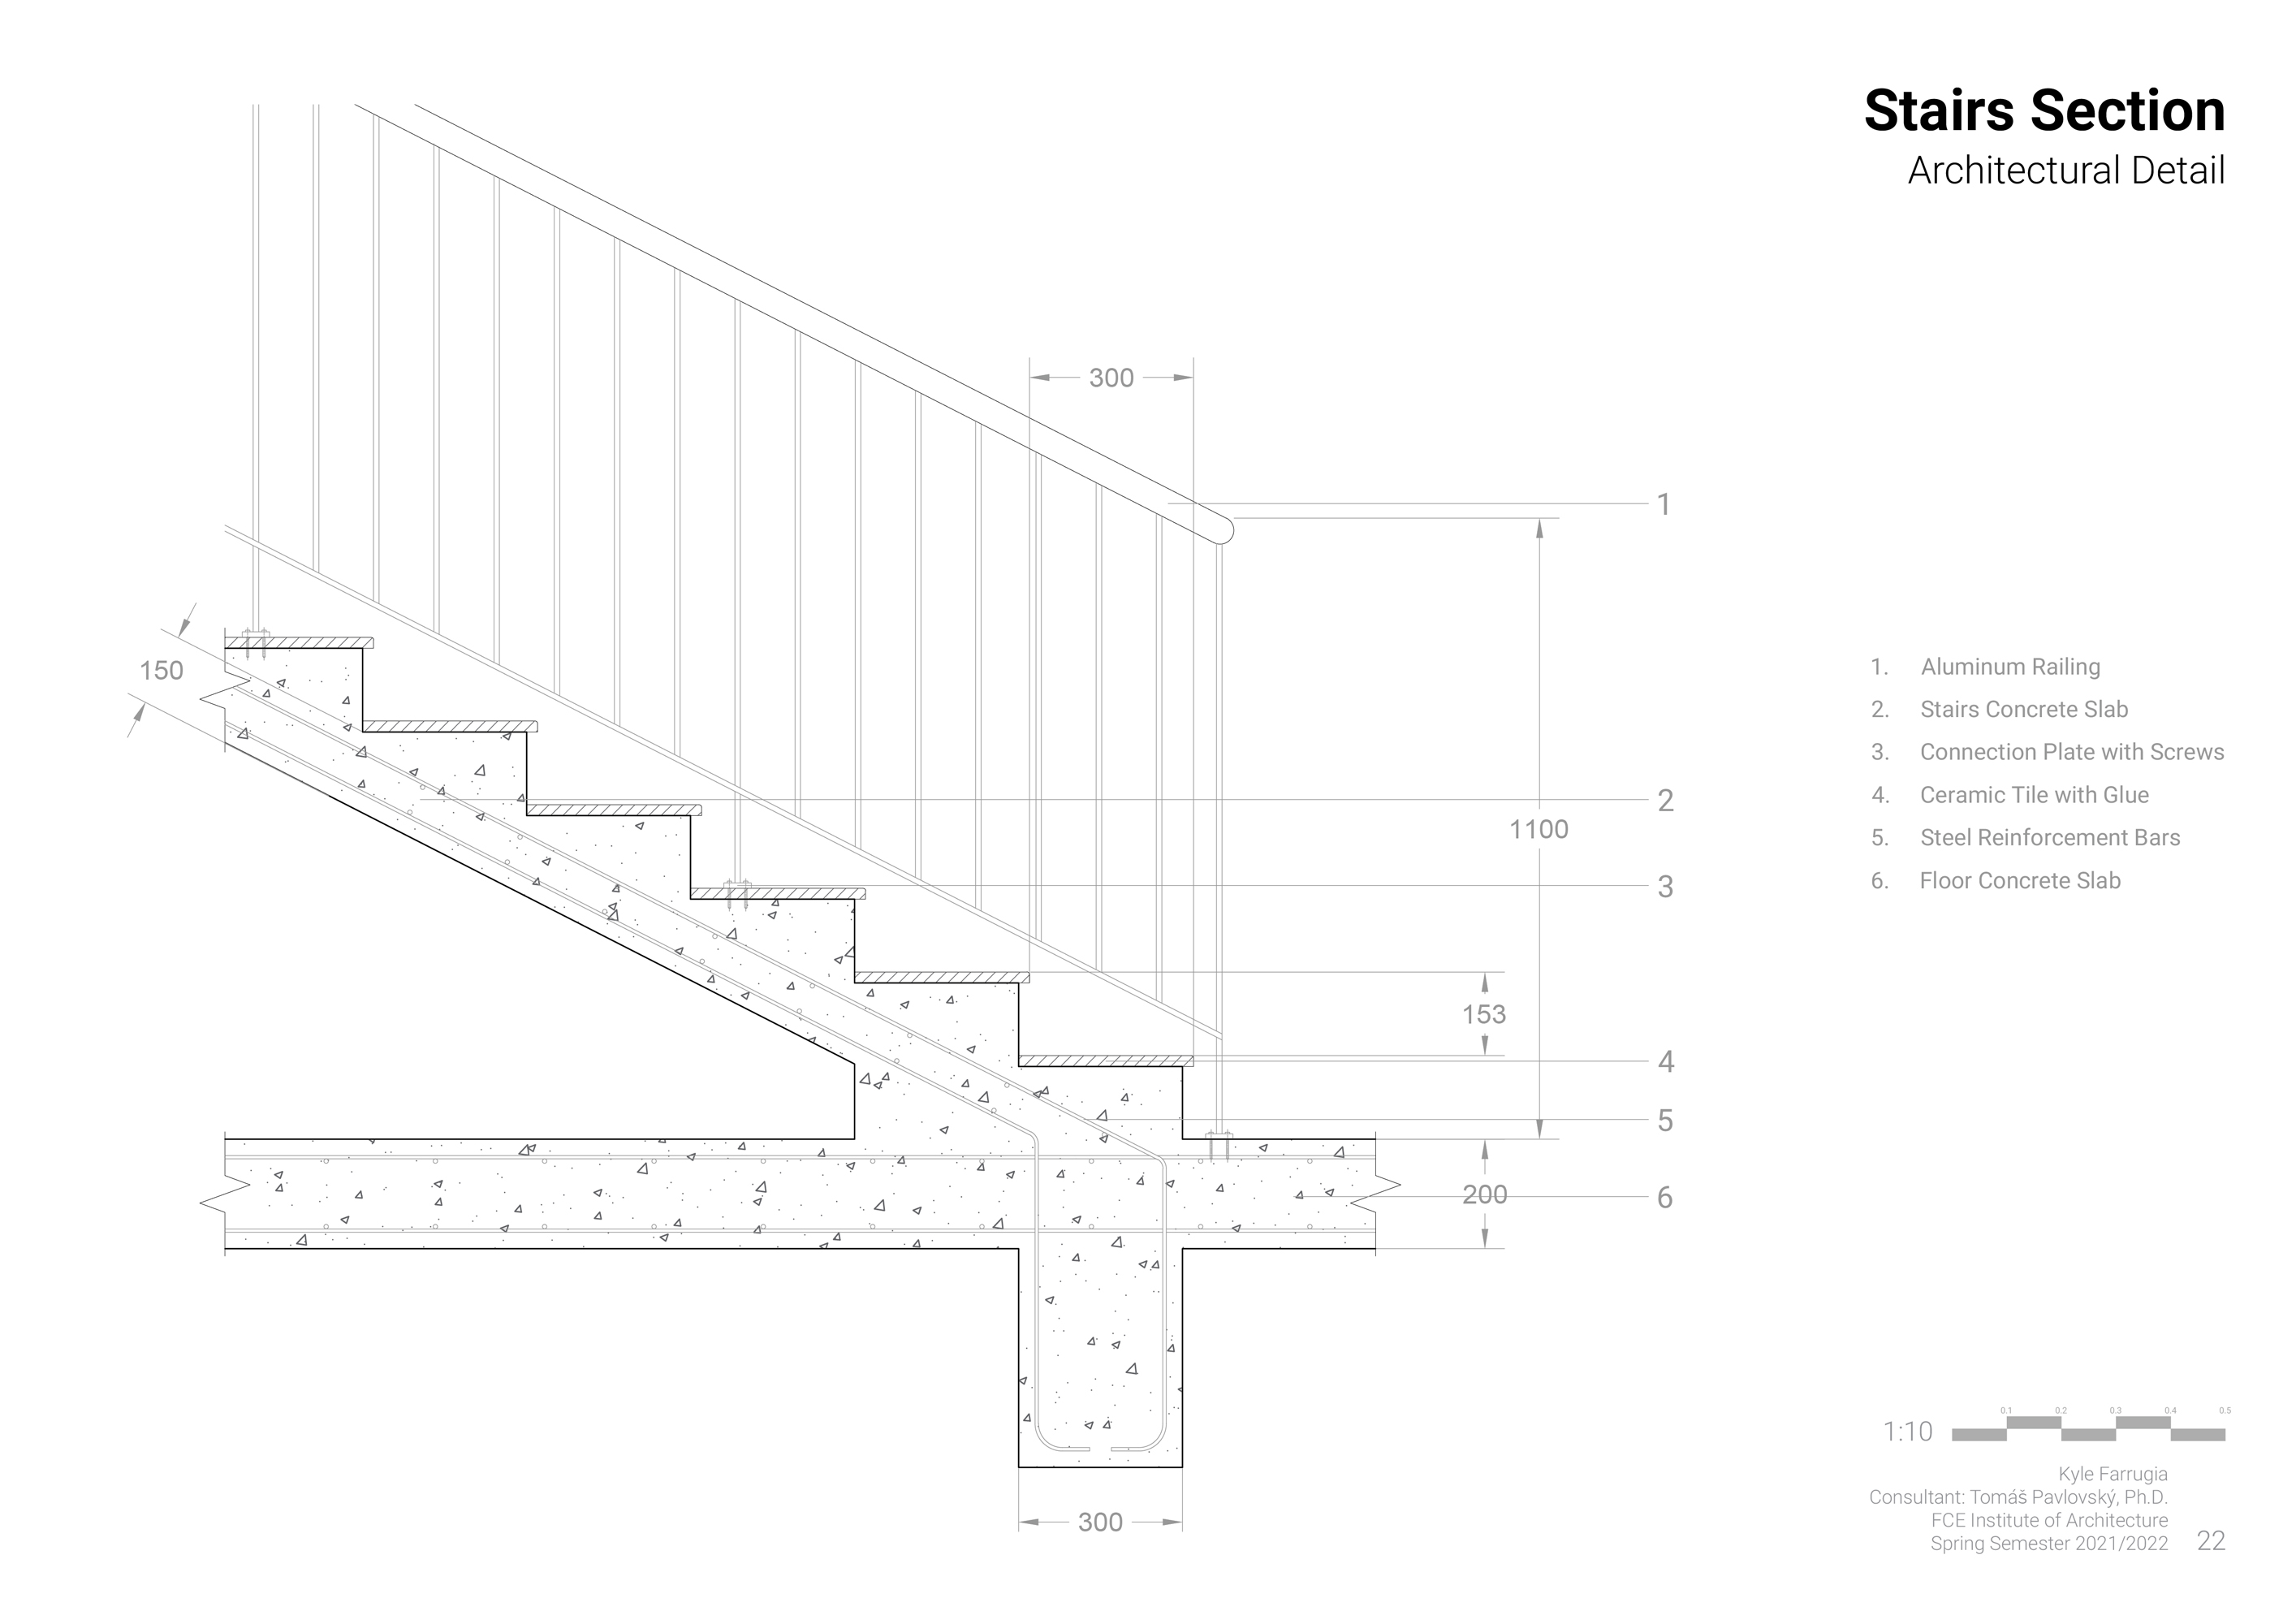 Stairs Section
Architectural Detail
300
1
150
1100
2
3
153
4
5
200
6
300
1. Aluminum Railing
2. Stairs Concrete Slab
3. Connection Plate with Screws
4. Ceramic Tile with Glue
5. Steel Reinforcement Bars
6. Floor Concrete Slab
0.1 0.2 0.3 0.4 0.5
1:10
Kyle Farrugia
Consultant: Tomáš Pavlovský, Ph.D.
FCE Institute of Architecture
Spring Semester 2021/2022 22